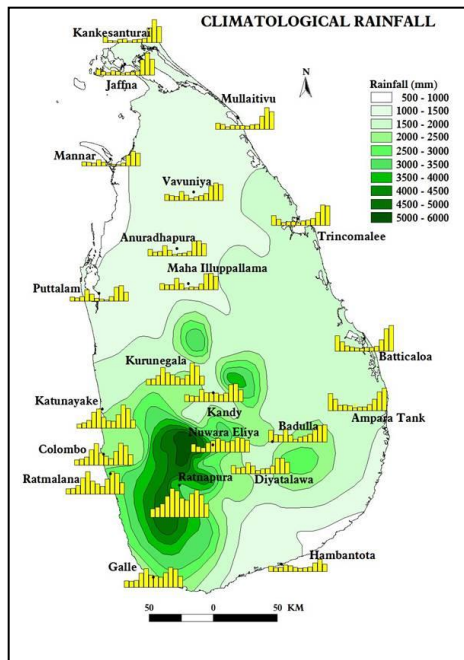 CLIMATOLOGICAL RAINFALL
Kankesanturai
N
Jaffna
Rainfall (mm)
500 - 1000
1000 - 1500
1500 - 2000
2000 - 2500
2500 - 3000
3000 - 3500
3500 - 4000
4000 - 4500
4500 - 5000
5000 - 6000
Mullaitivu
Mannar
Vavuniya
Trincomalee
Anuradhapura
Maha Illuppallama
Puttalam
Batticaloa
Kurunegala
Katunayake
Kandy
Ampara Tank
Nuwara Eliya
Badulla
Colombo
Ratmalana
Ratnapura
Diyatalawa
Galle
Hambantota
50 0 50 KM